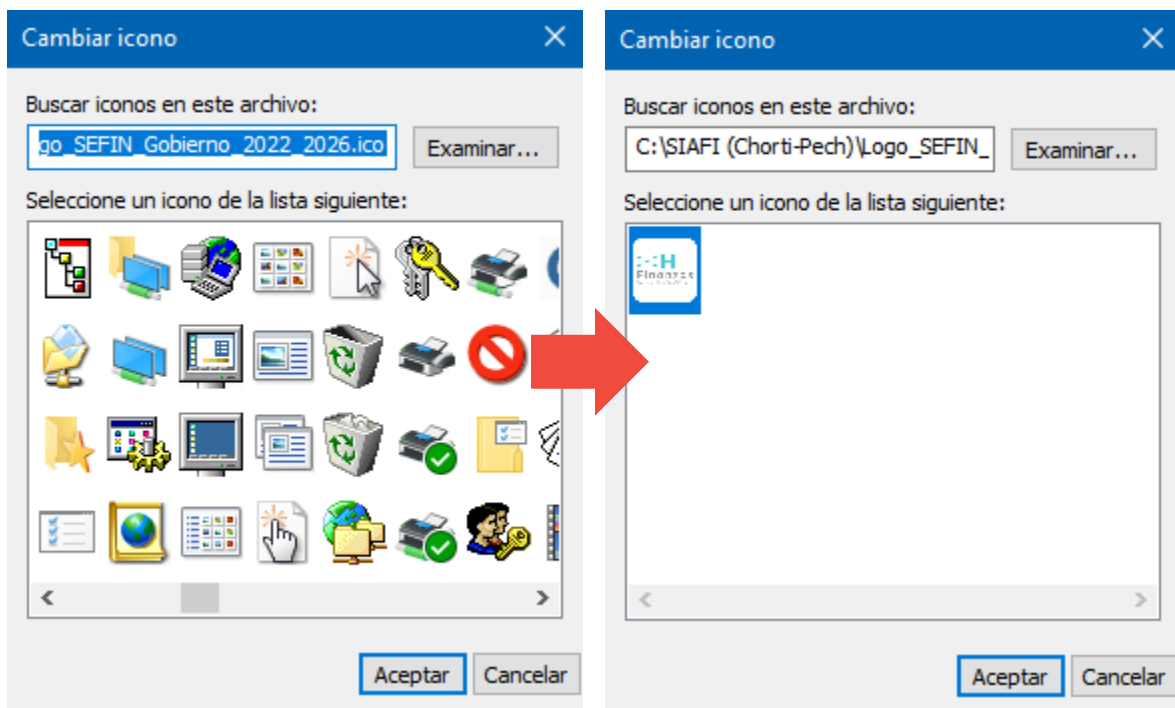 Cambiar icono
Buscar iconos en este archivo:
go_SEFIN_Gobierno_2022_2026.ico
Examinar...
Seleccione un icono de la lista siguiente:
Aceptar
Cancelar
Cambiar icono
Buscar iconos en este archivo:
C:\SIAFI (Chorti-Pech)\Logo_SEFIN_
Examinar...
Seleccione un icono de la lista siguiente:
H
Finanzas
Aceptar
Cancelar